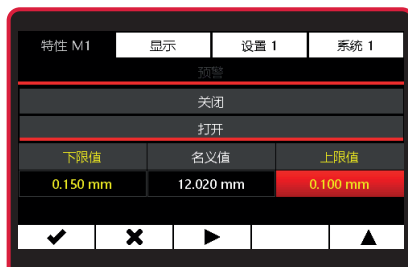 特性 M1 显示 设置 1 系统 1
预警
关闭
打开
下限值 名义值 上限值
0.150 mm 12.020 mm 0.100 mm